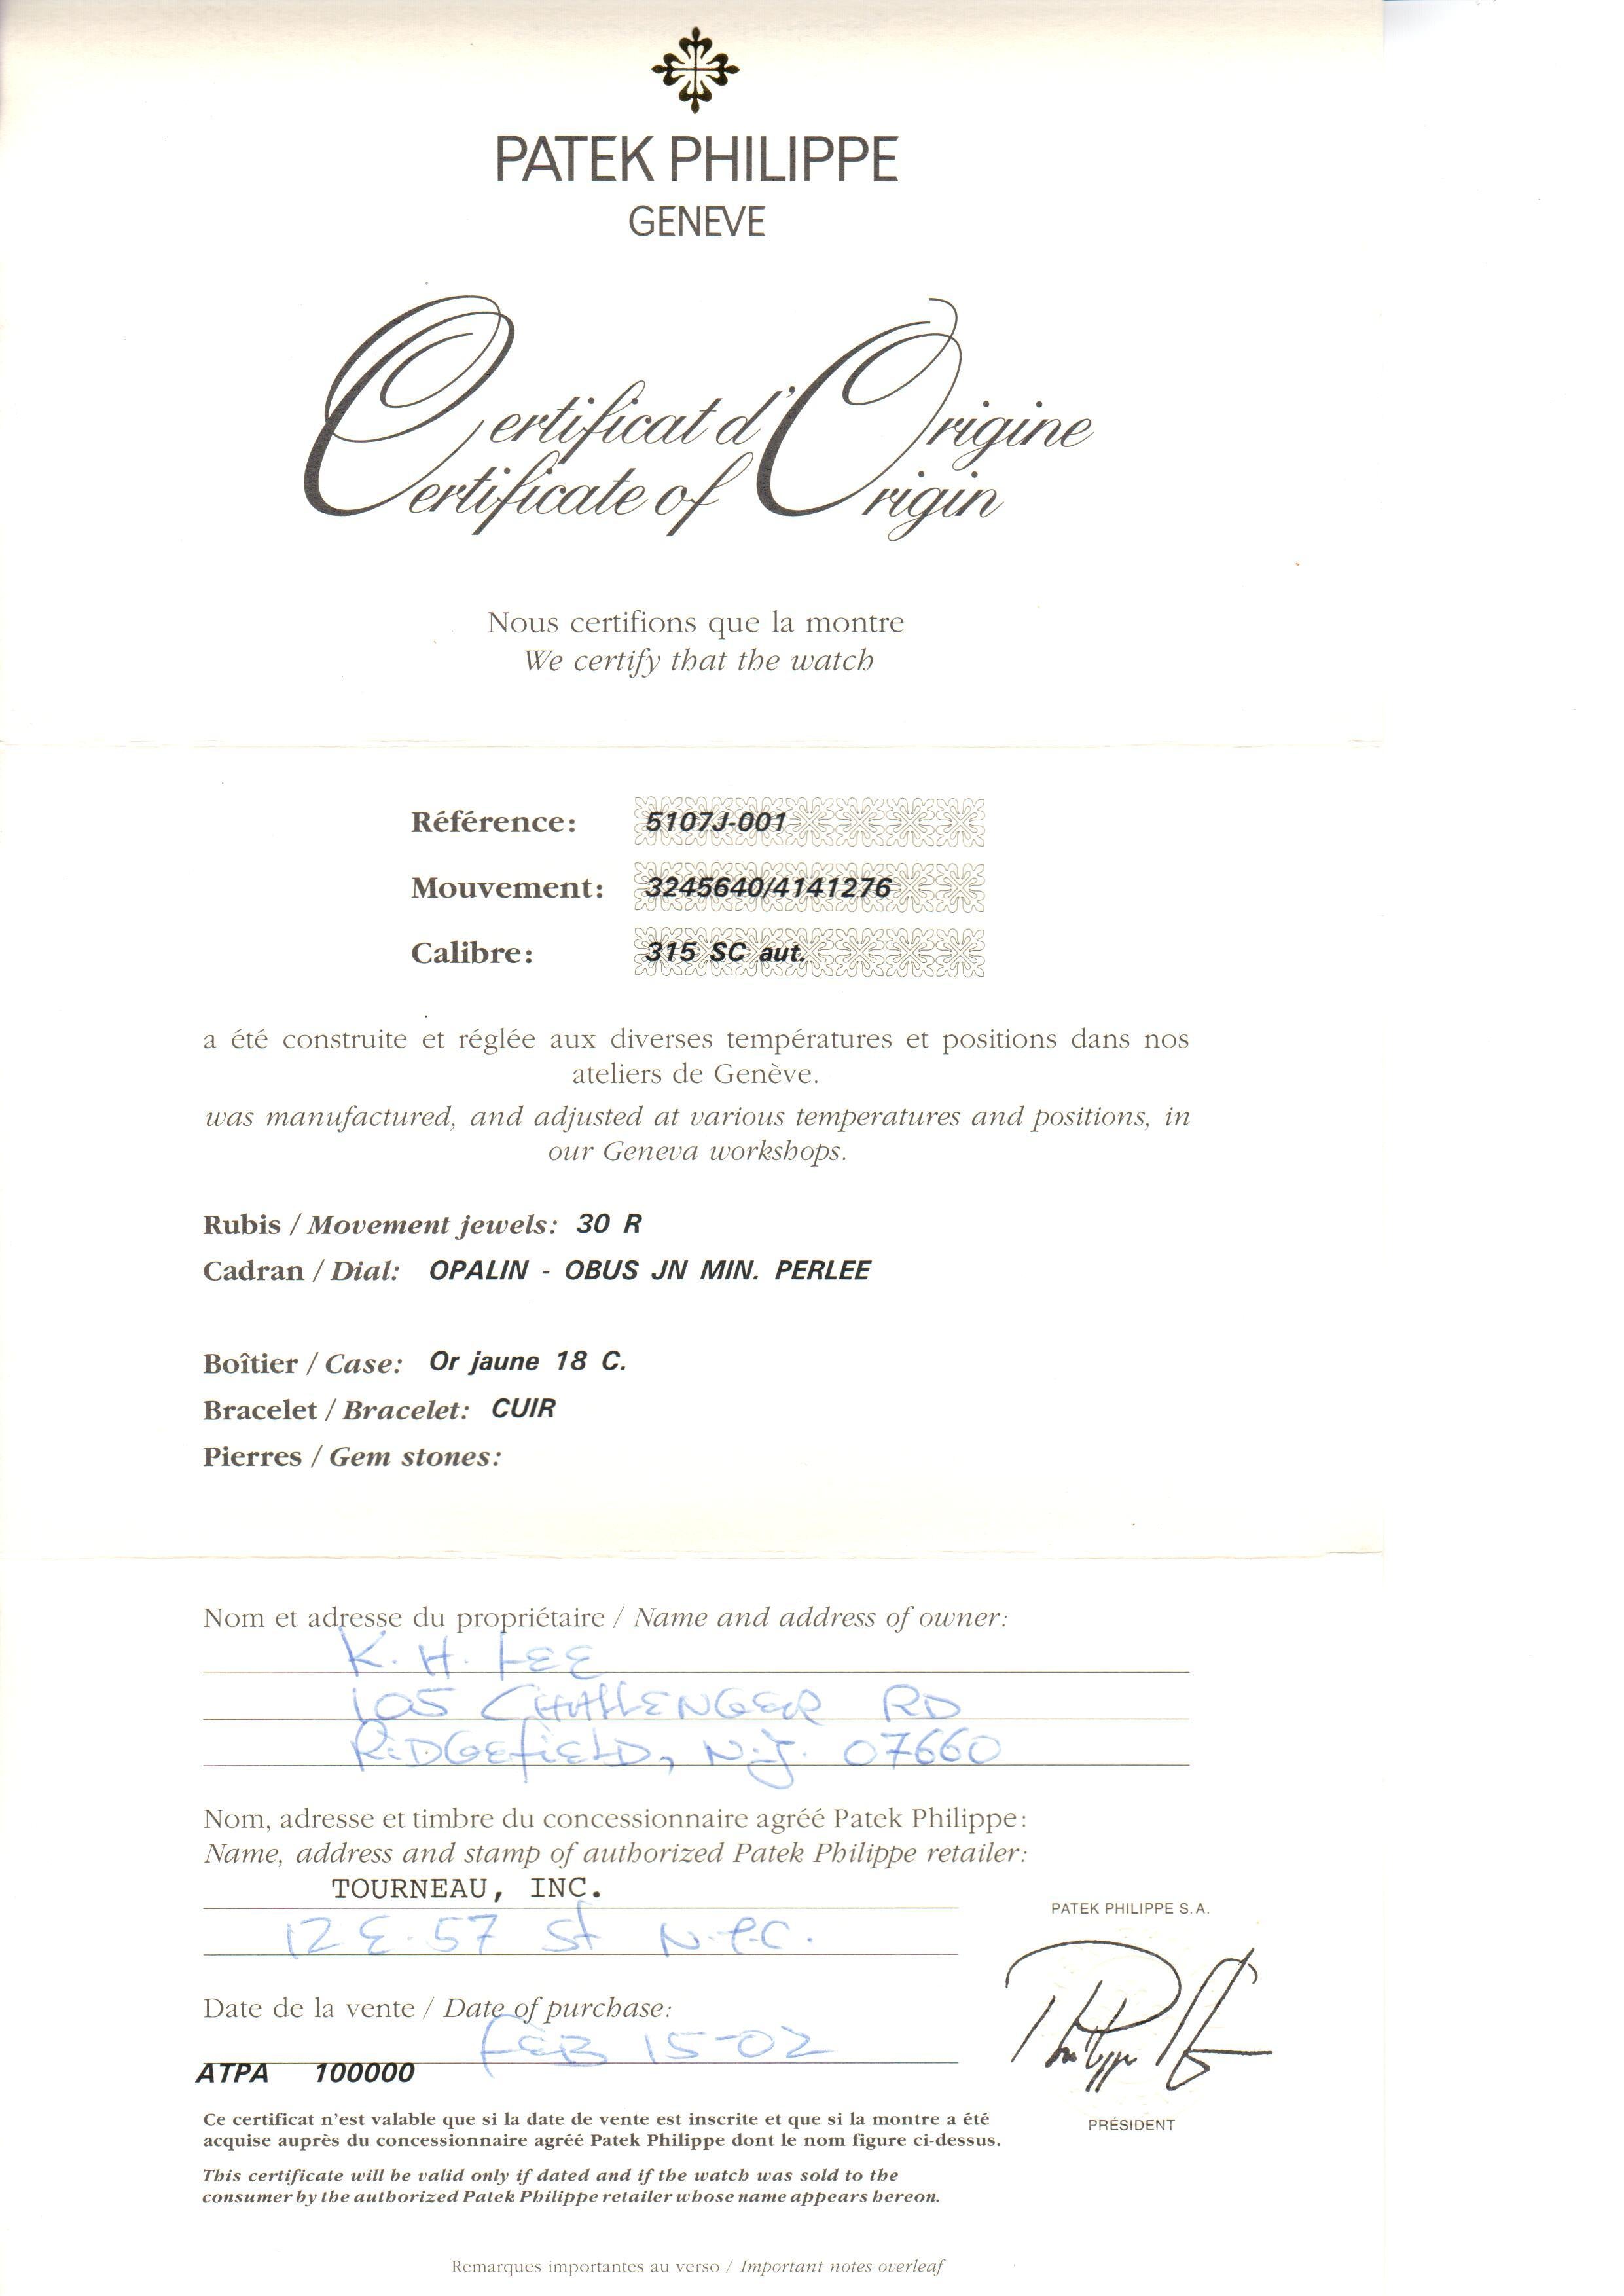 PATEK PHILIPPE
GENEVE
Certificat d'Origine
Certificate of Origin
Nous certifions que la montre
We certify that the watch
Référence: 5107J-001
Mouvement: 3245640/4141276
Calibre: 315 SC aut.
a été construite et réglée aux diverses températures et positions dans nos
ateliers de Genève.
was manufactured, and adjusted at various temperatures and positions, in
our Geneva workshops.
Rubis / Movement jewels: 30 R
Cadran / Dial: OPALIN - OBUS JN MIN. PERLEE
Boîtier / Case: Or jaune 18 C.
Bracelet / Bracelet: CUIR
Pierres / Gem stones:
Nom et adresse du propriétaire / Name and address of owner:
K. H. LEE
105 CHALLENGER RD
RIDGEFIELD, N.J. 07660
Nom, adresse et timbre du concessionnaire agréé Patek Philippe:
Name, address and stamp of authorized Patek Philippe retailer:
TOURNEAU, INC.
12 E. 57 St N.Y.C.
PATEK PHILIPPE S.A.
Date de la vente / Date of purchase:
FEB 15-02
ATPA 100000
PRÉSIDENT
Ce certificat n'est valable que si la date de vente est inscrite et que si la montre a été
acquise auprès du concessionnaire agréé Patek Philippe dont le nom figure ci-dessus.
This certificate will be valid only if dated and if the watch was sold to the
consumer by the authorized Patek Philippe retailer whose name appears hereon.
Remarques importantes au verso / Important notes overleaf